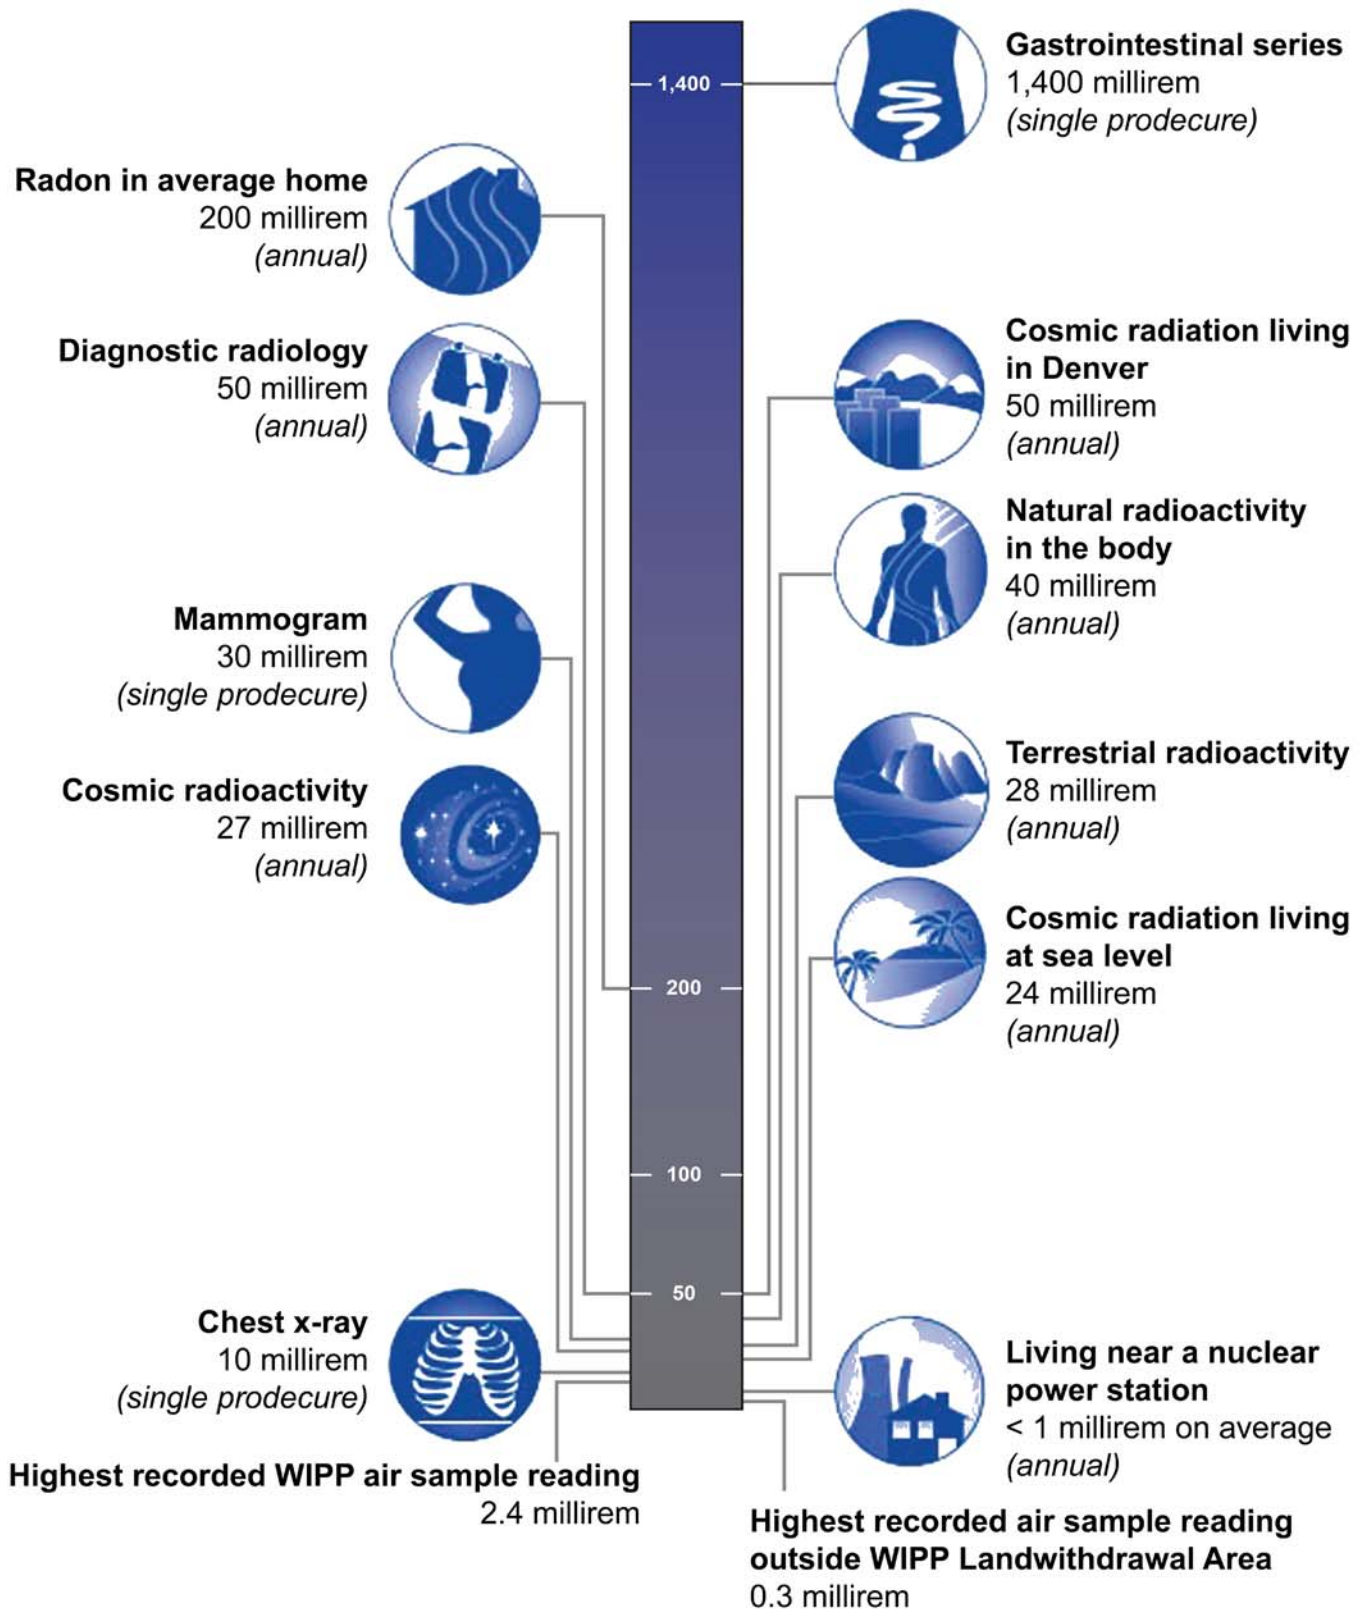 Gastrointestinal series
1,400 millirem
(single prodecure)
1,400
Radon in average home
200 millirem
(annual)
Diagnostic radiology
50 millirem
(annual)
Cosmic radiation living
in Denver
50 millirem
(annual)
Natural radioactivity
in the body
40 millirem
(annual)
Mammogram
30 millirem
(single prodecure)
Terrestrial radioactivity
28 millirem
(annual)
Cosmic radioactivity
27 millirem
(annual)
Cosmic radiation living
at sea level
24 millirem
(annual)
200
100
50
Chest x-ray
10 millirem
(single prodecure)
Living near a nuclear
power station
< 1 millirem on average
(annual)
Highest recorded WIPP air sample reading
2.4 millirem
Highest recorded air sample reading
outside WIPP Landwithdrawal Area
0.3 millirem